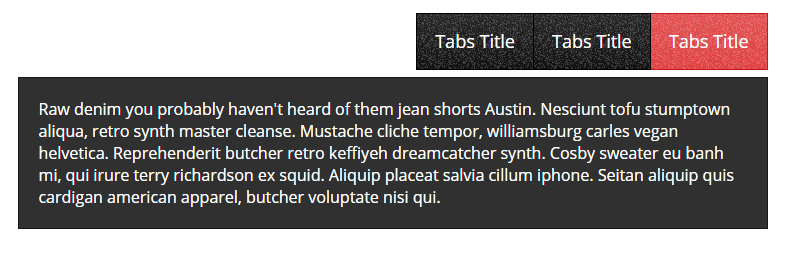 Tabs Title Tabs Title Tabs Title
Raw denim you probably haven't heard of them jean shorts Austin. Nesciunt tofu stumptown
aliqua, retro synth master cleanse. Mustache cliche tempor, williamsburg carles vegan
helvetica. Reprehenderit butcher retro keffiyeh dreamcatcher synth. Cosby sweater eu banh
mi, qui irure terry richardson ex squid. Aliquip placeat salvia cillum iphone. Seitan aliquip quis
cardigan american apparel, butcher voluptate nisi qui.